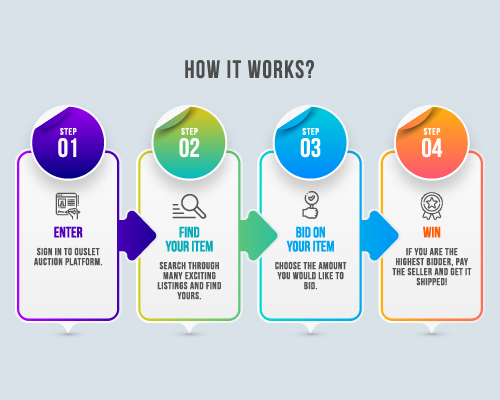 HOW IT WORKS?
STEP
01
ENTER
SIGN IN TO OUSLET
AUCTION PLATFORM.
STEP
02
FIND
YOUR ITEM
SEARCH THROUGH
MANY EXCITING
LISTINGS AND FIND
YOURS.
STEP
03
BID ON
YOUR ITEM
CHOOSE THE AMOUNT
YOU WOULD LIKE TO
BID.
STEP
04
WIN
IF YOU ARE THE
HIGHEST BIDDER, PAY
THE SELLER AND GET IT
SHIPPED!